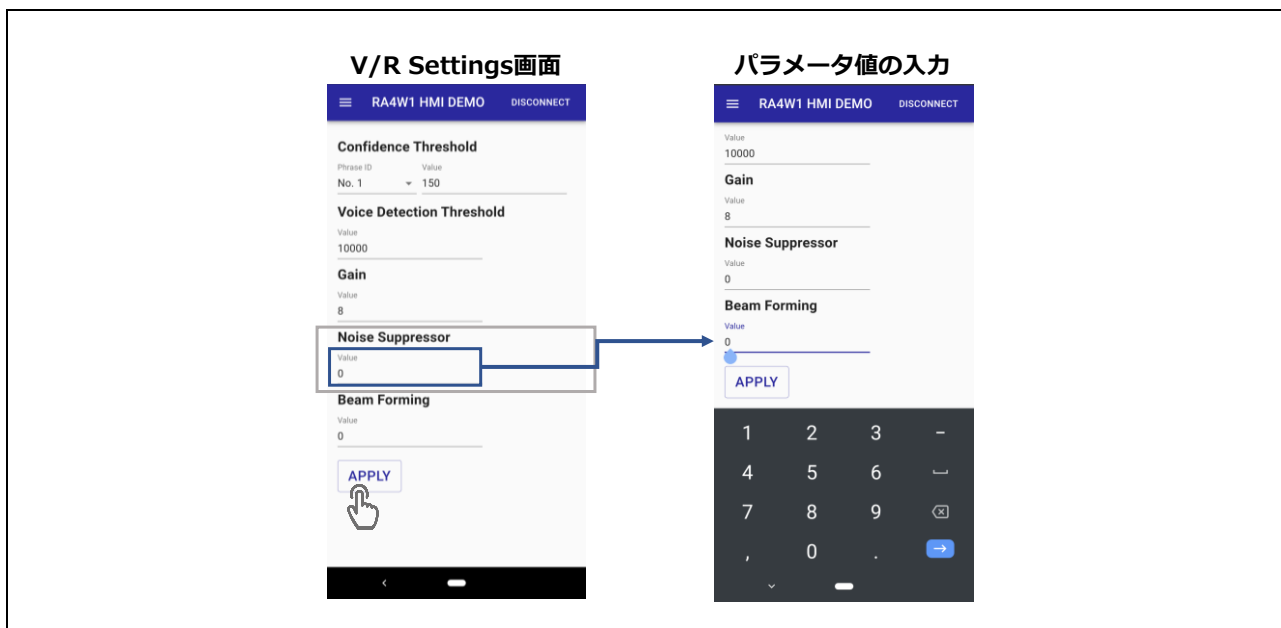 V/R Settings画面
RA4W1 HMI DEMO DISCONNECT
Confidence Threshold
Phrase ID Value
No. 1 150
Voice Detection Threshold
Value
10000
Gain
Value
8
Noise Suppressor
Value
0
Beam Forming
Value
0
APPLY
パラメータ値の入力
RA4W1 HMI DEMO DISCONNECT
Value
10000
Gain
Value
8
Noise Suppressor
Value
0
Beam Forming
Value
0
APPLY
1 2 3 −
4 5 6
7 8 9
, 0 .